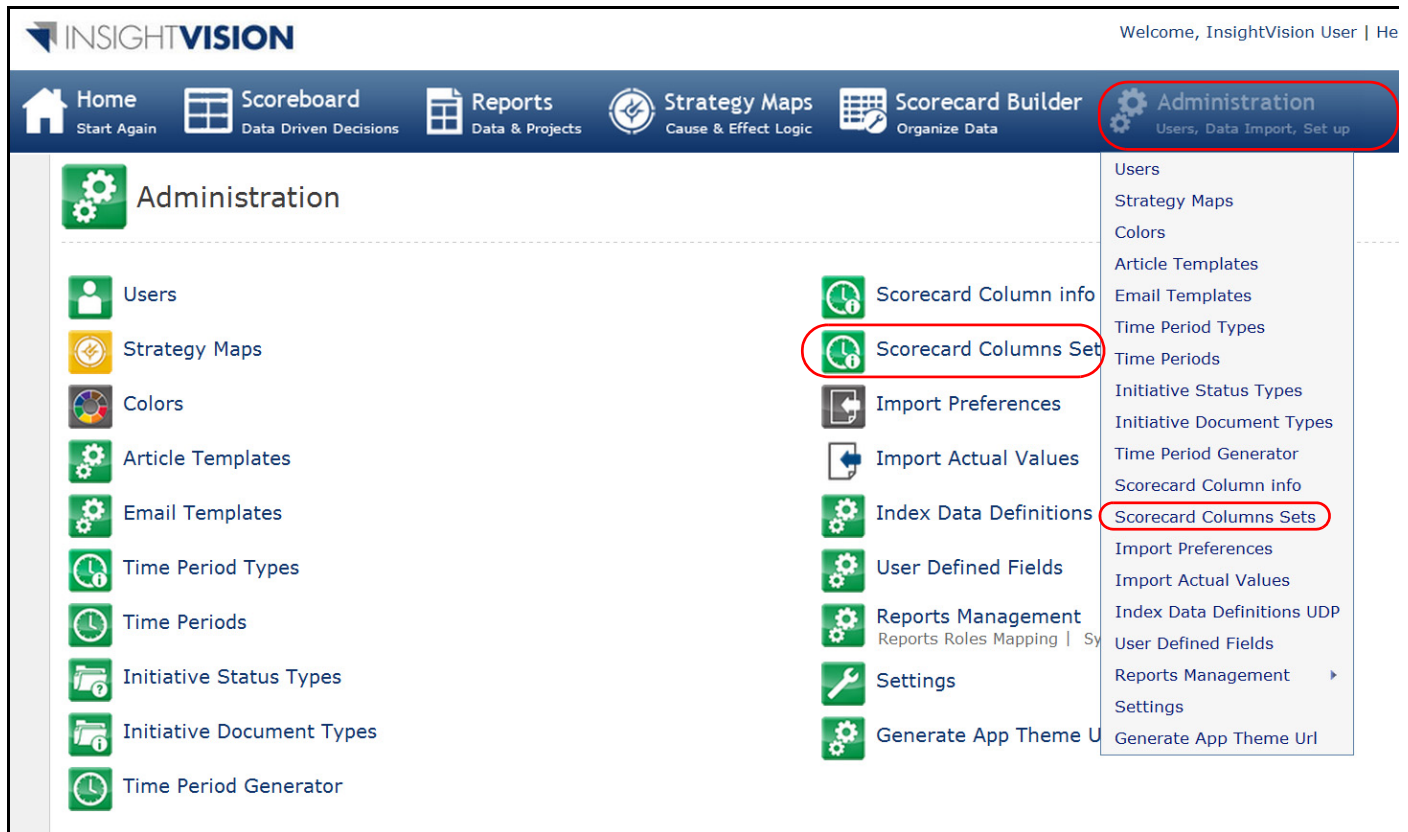 INSIGHTVISION
Welcome, InsightVision User | He
Home
Start Again
Scoreboard
Data Driven Decisions
Reports
Data & Projects
Strategy Maps
Cause & Effect Logic
Scorecard Builder
Organize Data
Administration
Users, Data Import, Set up
Administration
Users
Strategy Maps
Colors
Article Templates
Email Templates
Time Period Types
Time Periods
Initiative Status Types
Initiative Document Types
Time Period Generator
Scorecard Column info
Scorecard Columns Set
Import Preferences
Import Actual Values
Index Data Definitions
User Defined Fields
Reports Management
Reports Roles Mapping | Sy
Settings
Generate App Theme U
Users
Strategy Maps
Colors
Article Templates
Email Templates
Time Period Types
Time Periods
Initiative Status Types
Initiative Document Types
Time Period Generator
Scorecard Column info
Scorecard Columns Sets
Import Preferences
Import Actual Values
Index Data Definitions UDP
User Defined Fields
Reports Management
Settings
Generate App Theme Url